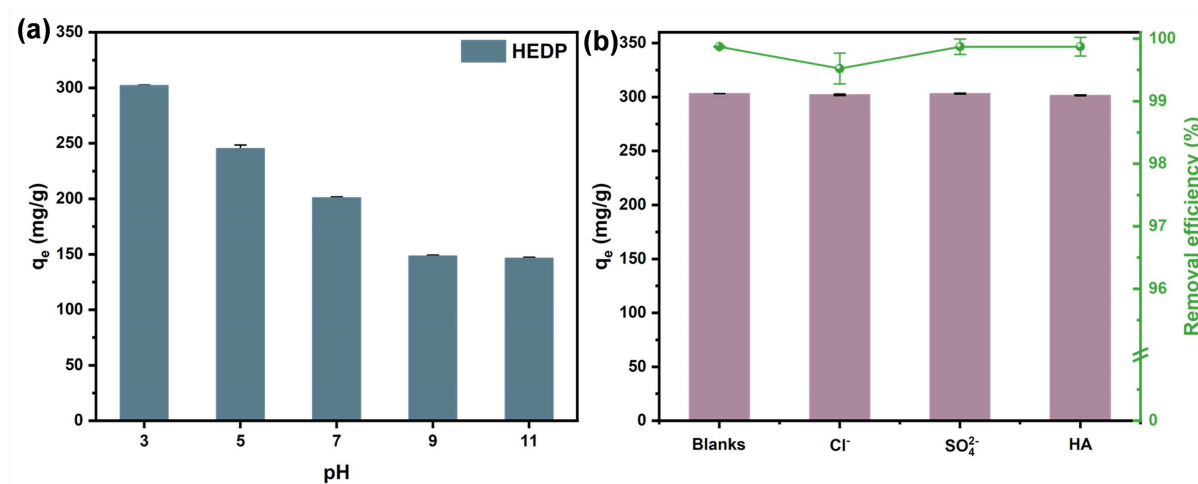 (a)
HEDP
350
300
250
200
150
100
50
0
qₑ (mg/g)
3 5 7 9 11
pH
(b)
350
300
250
200
150
100
50
0
qₑ (mg/g)
Blanks Cl⁻ SO₄²⁻ HA
100
99
98
97
96
0
Removal efficiency (%)